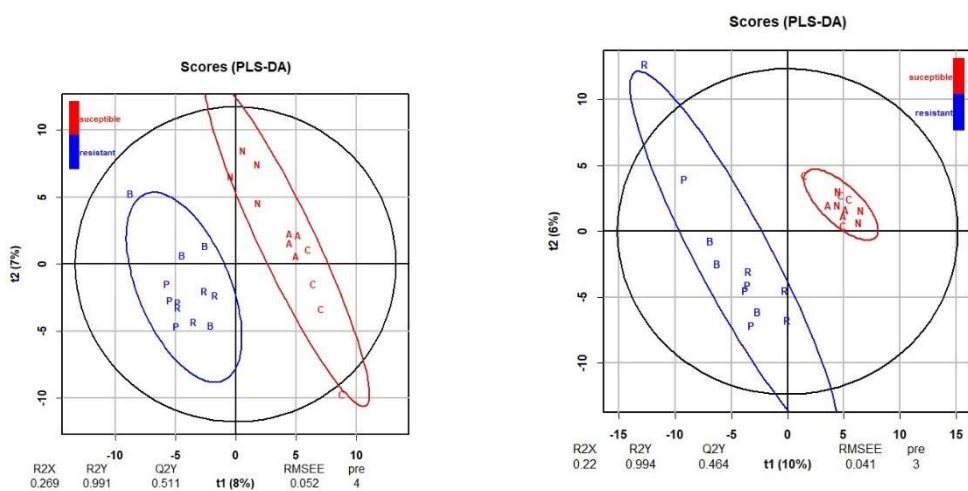 Scores (PLS-DA)
suceptible
resistant
t2 (7%)
10
5
0
-5
-10
N
N
N
B
N
A A
A
B
C
B
A
P
C
R R
P
R
R
C
P
R
B
C
-10
-5
0
5
10
R2X R2Y Q2Y RMSEE pre
0.269 0.991 0.511 t1 (8%) 0.052 4
Scores (PLS-DA)
suceptible
resistant
t2 (6%)
10
5
0
-5
-10
R
P
C
N
C C
A N A N
A
C N
B
B
R
P
P R
B
P
R
-15
-10
-5
0
5
10
15
R2X R2Y Q2Y RMSEE pre
0.22 0.994 0.464 t1 (10%) 0.041 3